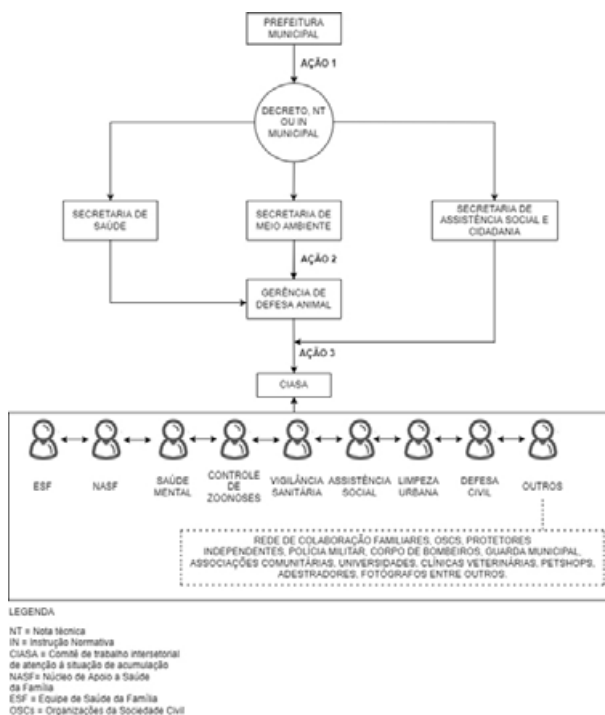 PREFEITURA
MUNICIPAL
AÇÃO 1
DECRETO, NT
OU IN
MUNICIPAL
SECRETARIA DE
SAÚDE
SECRETARIA DE
MEIO AMBIENTE
SECRETARIA DE
ASSISTÊNCIA SOCIAL E
CIDADANIA
AÇÃO 2
GERÊNCIA DE
DEFESA ANIMAL
AÇÃO 3
CIASA
ESF
NASF
SAÚDE
MENTAL
CONTROLE
DE
ZOONOSES
VIGILÂNCIA
SANITÁRIA
ASSISTÊNCIA
SOCIAL
LIMPEZA
URBANA
DEFESA
CIVIL
OUTROS
REDE DE COLABORAÇÃO FAMILIARES, OSCS, PROTETORES
INDEPENDENTES, POLÍCIA MILITAR, CORPO DE BOMBEIROS, GUARDA MUNICIPAL,
ASSOCIAÇÕES COMUNITÁRIAS, UNIVERSIDADES, CLÍNICAS VETERINÁRIAS, PETSHOPS,
ADESTRADORES, FOTÓGRAFOS ENTRE OUTROS.
LEGENDA
NT = Nota técnica
IN = Instrução Normativa
CIASA = Comitê de trabalho intersetorial
de atenção à situação de acumulação
NASF= Núcleo de Apoio à Saúde
da Família
ESF = Equipe de Saúde da Família
OSCs = Organizações da Sociedade Civil